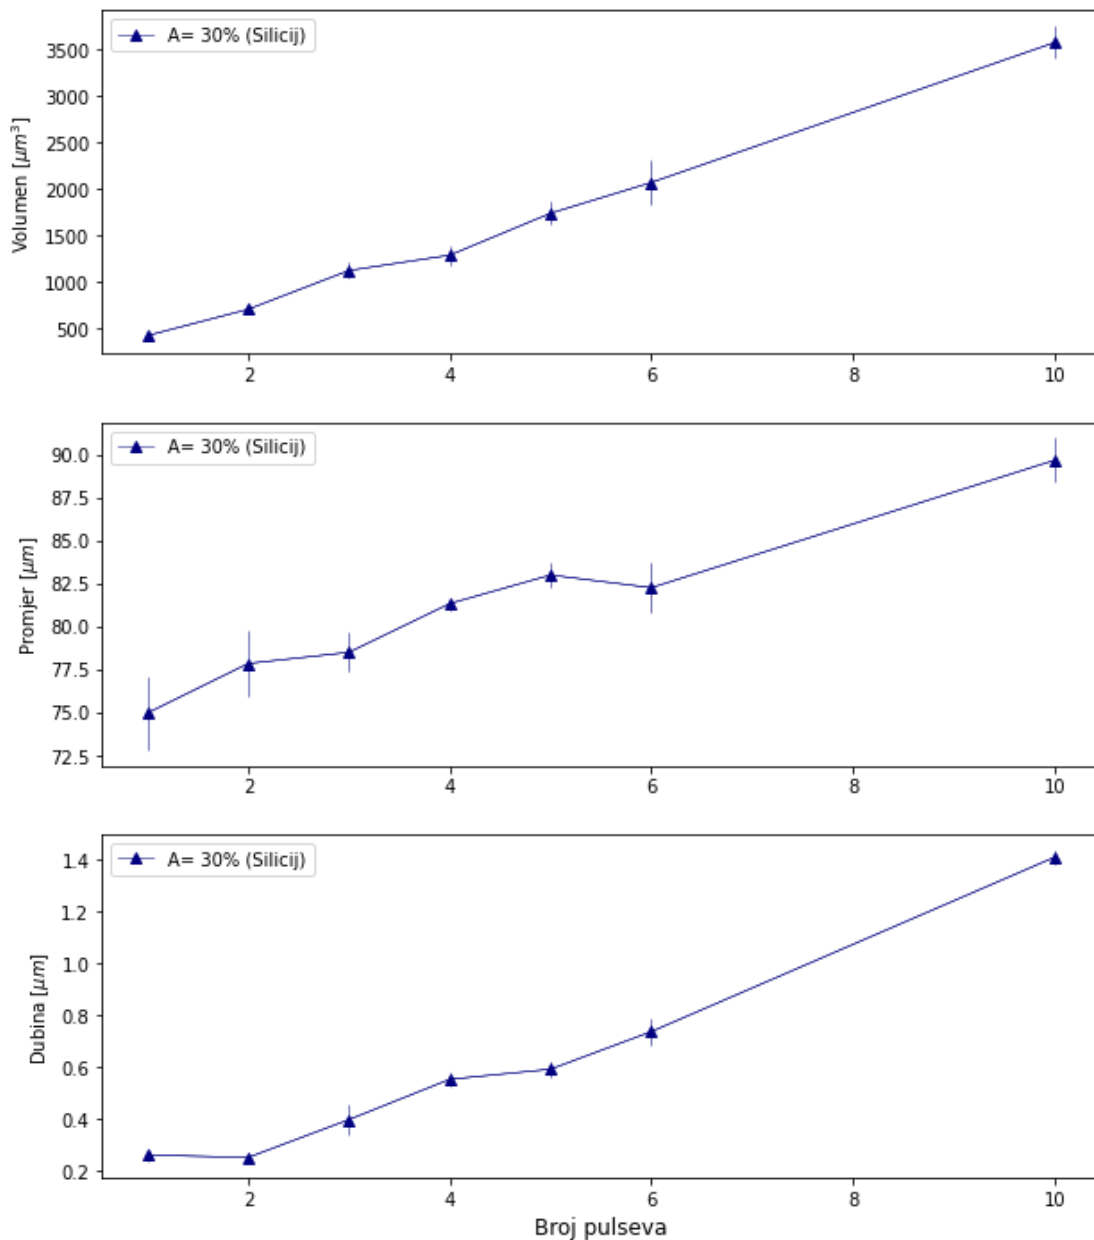 A= 30% (Silicij)
Volumen [μm³]
3500
3000
2500
2000
1500
1000
500
2 4 6 8 10
A= 30% (Silicij)
Promjer [μm]
90.0
87.5
85.0
82.5
80.0
77.5
75.0
72.5
2 4 6 8 10
A= 30% (Silicij)
Dubina [μm]
1.4
1.2
1.0
0.8
0.6
0.4
0.2
2 4 6 8 10
Broj pulseva